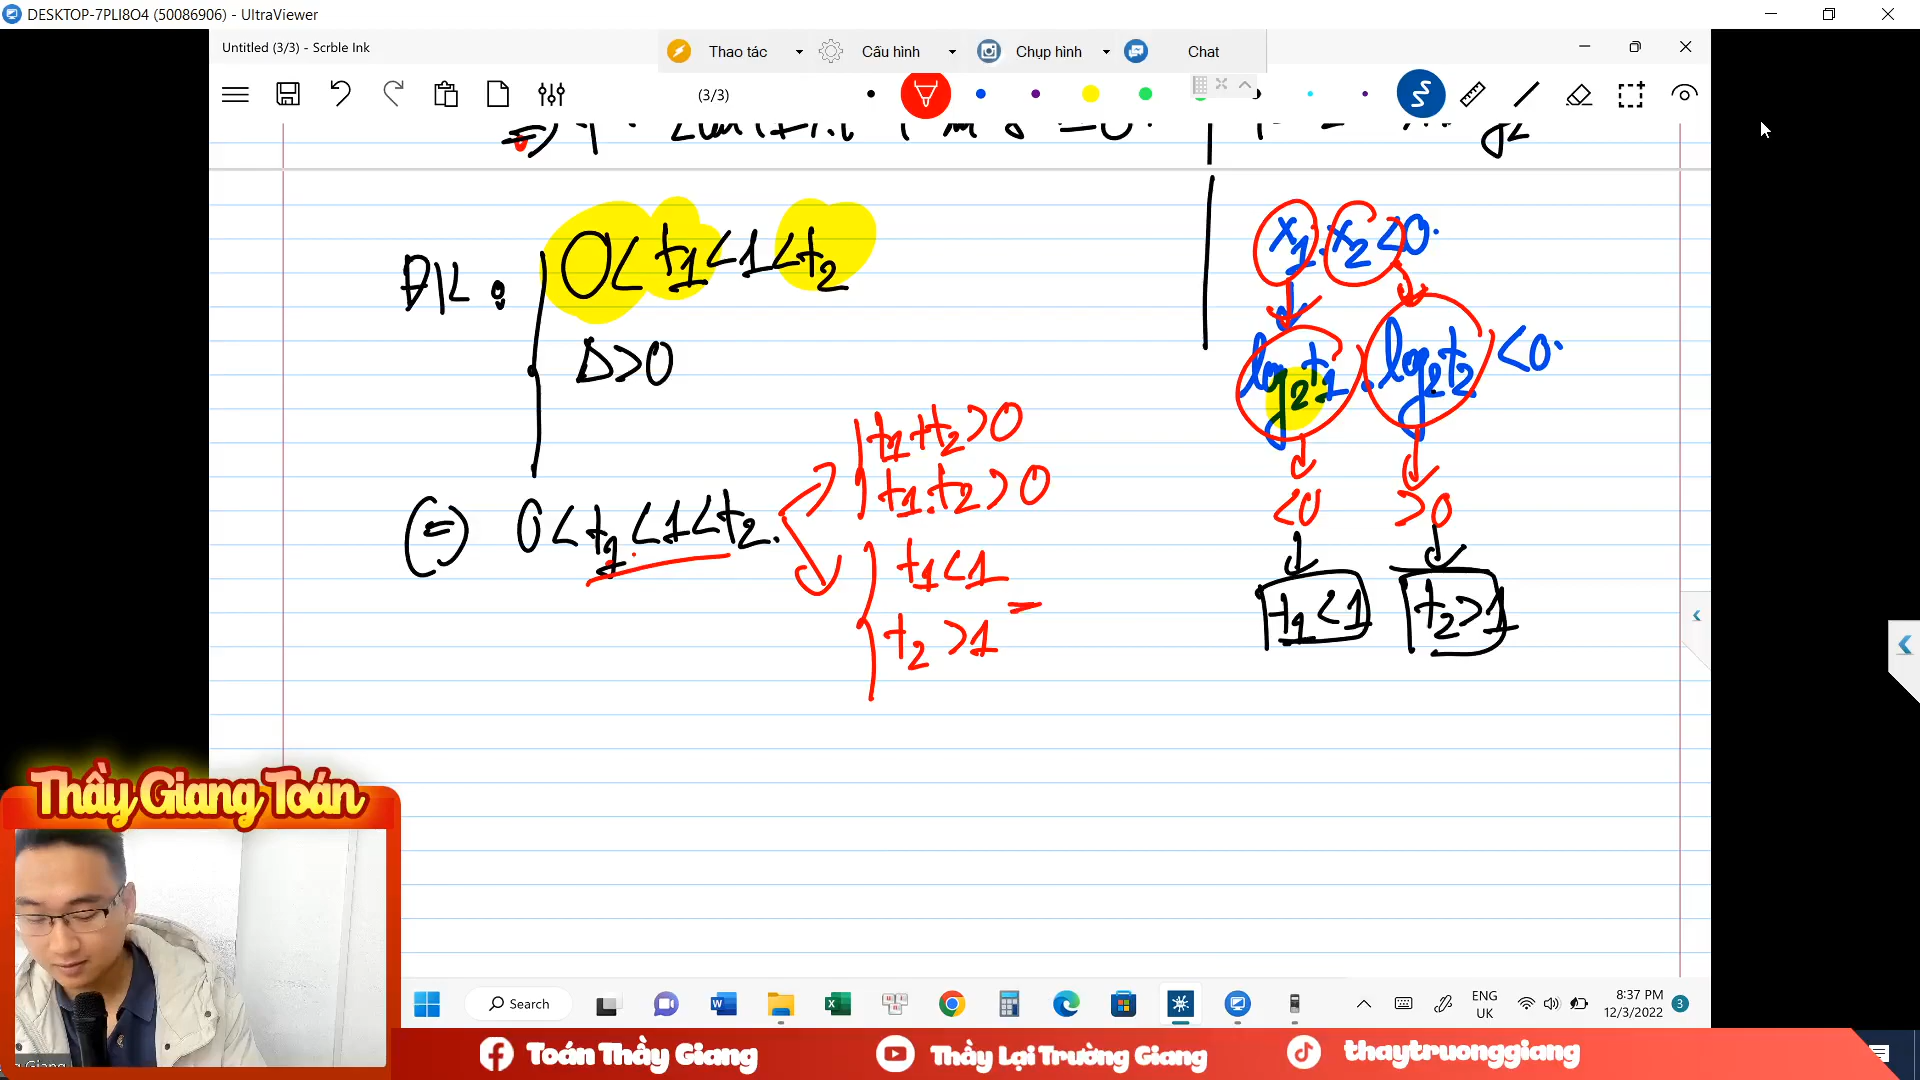 DESKTOP-7PLI8O4 (50086906) - UltraViewer
Untitled (3/3) - Scrble Ink
Thao tác
Cấu hình
Chụp hình
Chat
(3/3)
ĐK :
0 < t1 < 1 < t2
Δ > 0
(=) 0 < t1 < 1 < t2.
t1 + t2 > 0
t1 . t2 > 0
t1 < 1
t2 > 1
x1 . x2 < 0.
log2t1 . log2t2 < 0.
< 0
> 0
t1 < 1
t2 > 1
Thầy Giang Toán
Search
ENG
UK
8:37 PM
12/3/2022
3
Toán Thầy Giang
Thầy Lại Trường Giang
thaytruonggiang